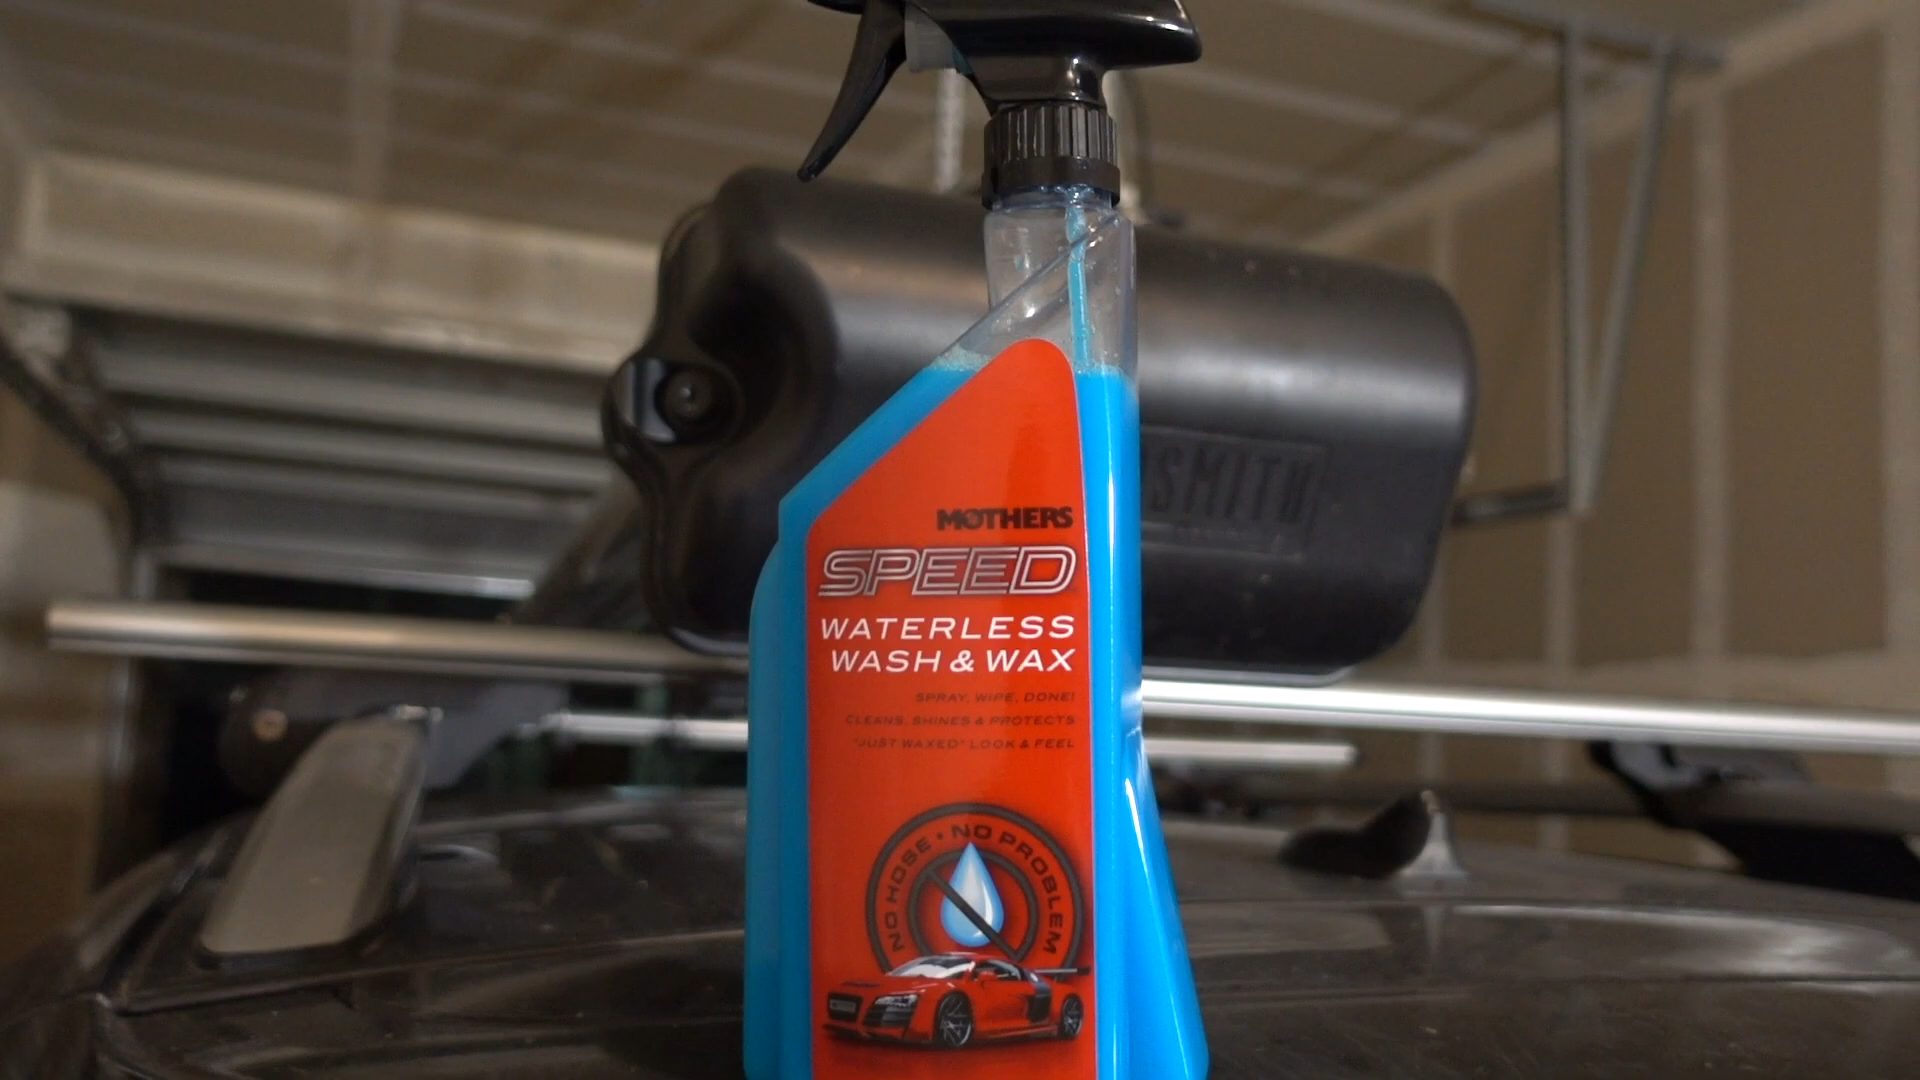 MOTHERS
SPEED
WATERLESS
WASH & WAX
SPRAY, WIPE, DONE!
CLEANS, SHINES & PROTECTS
"JUST WAXED" LOOK & FEEL
NO HOSE • NO PROBLEM
SMITH